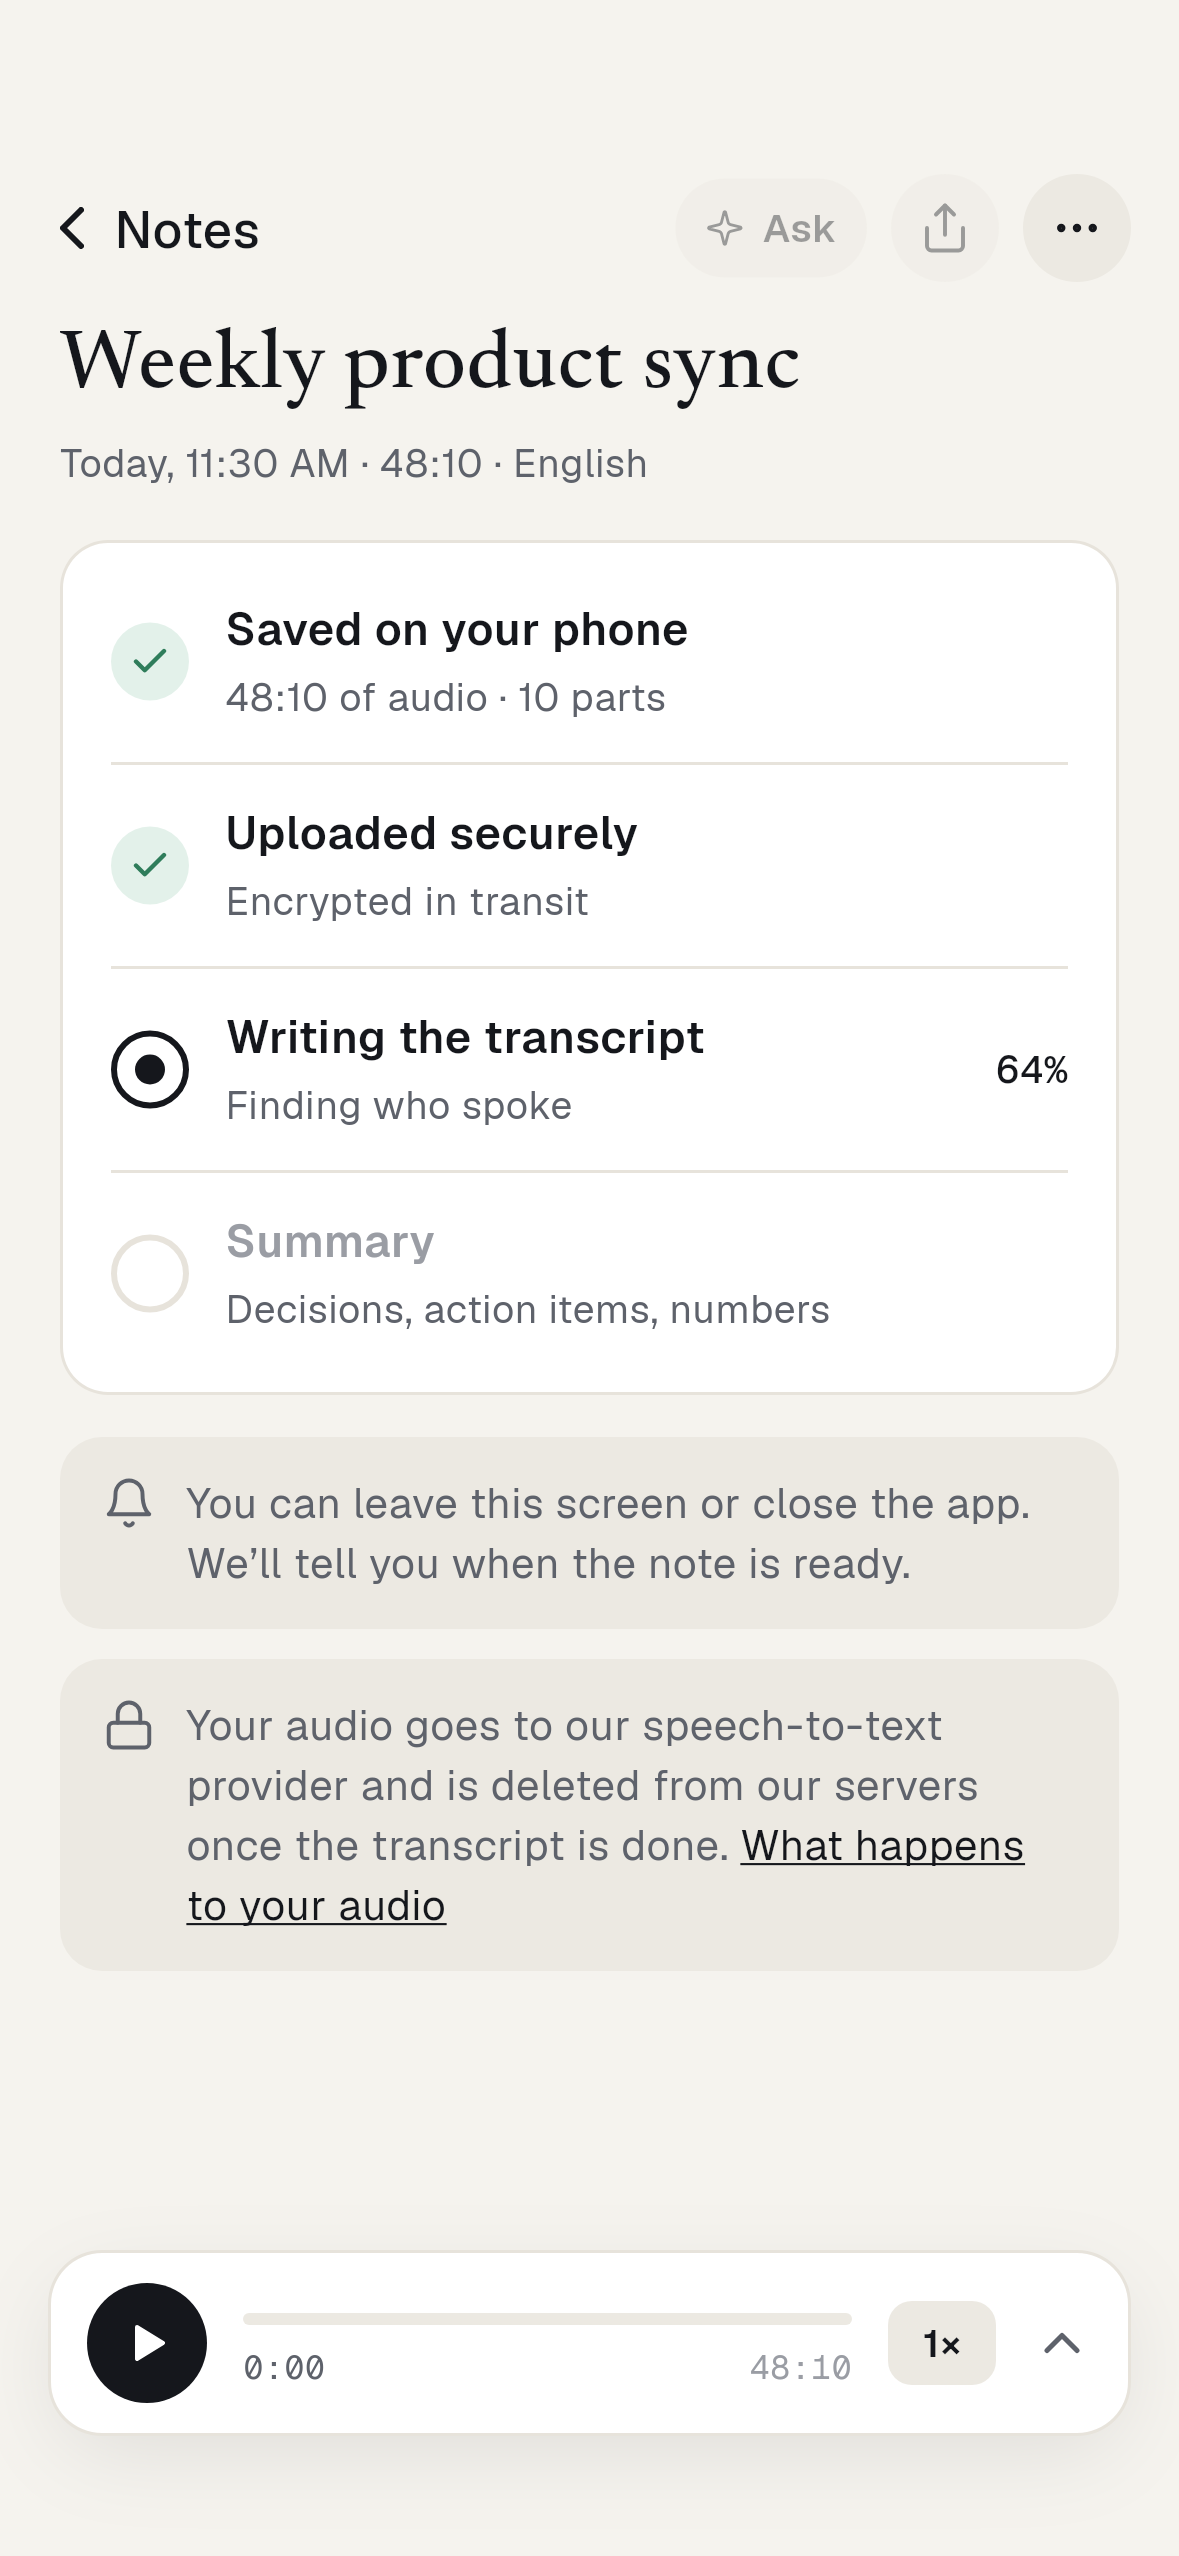 Notes
Ask
Weekly product sync
Today, 11:30 AM · 48:10 · English
Saved on your phone
48:10 of audio · 10 parts
Uploaded securely
Encrypted in transit
Writing the transcript
Finding who spoke
64%
Summary
Decisions, action items, numbers
You can leave this screen or close the app.
We’ll tell you when the note is ready.
Your audio goes to our speech-to-text
provider and is deleted from our servers
once the transcript is done. What happens
to your audio
0:00
48:10
1×